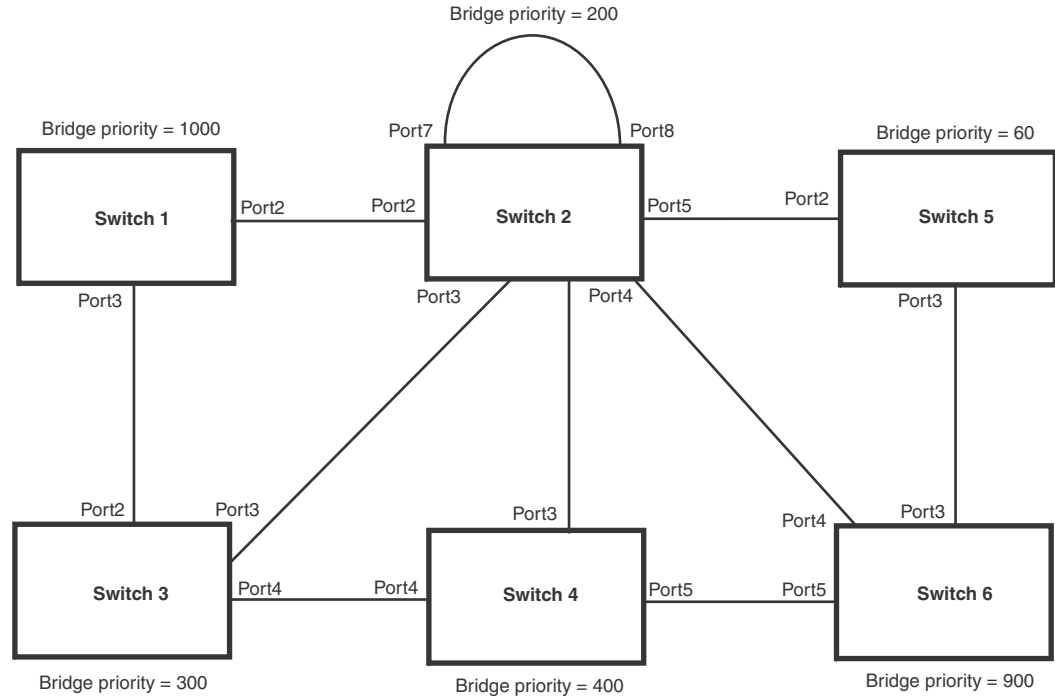 Bridge priority = 200
Bridge priority = 1000
Port7
Port8
Bridge priority = 60
Switch 1
Port2
Port2
Switch 2
Port5
Port2
Switch 5
Port3
Port3
Port4
Port3
Port2
Port3
Port3
Port4
Port3
Switch 3
Port4
Port4
Switch 4
Port5
Port5
Switch 6
Bridge priority = 300
Bridge priority = 400
Bridge priority = 900